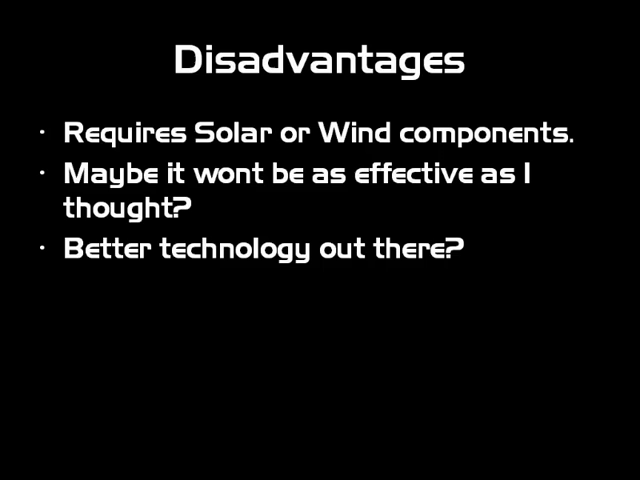 Disadvantages
• Requires Solar or Wind components.
• Maybe it wont be as effective as I
thought?
• Better technology out there?